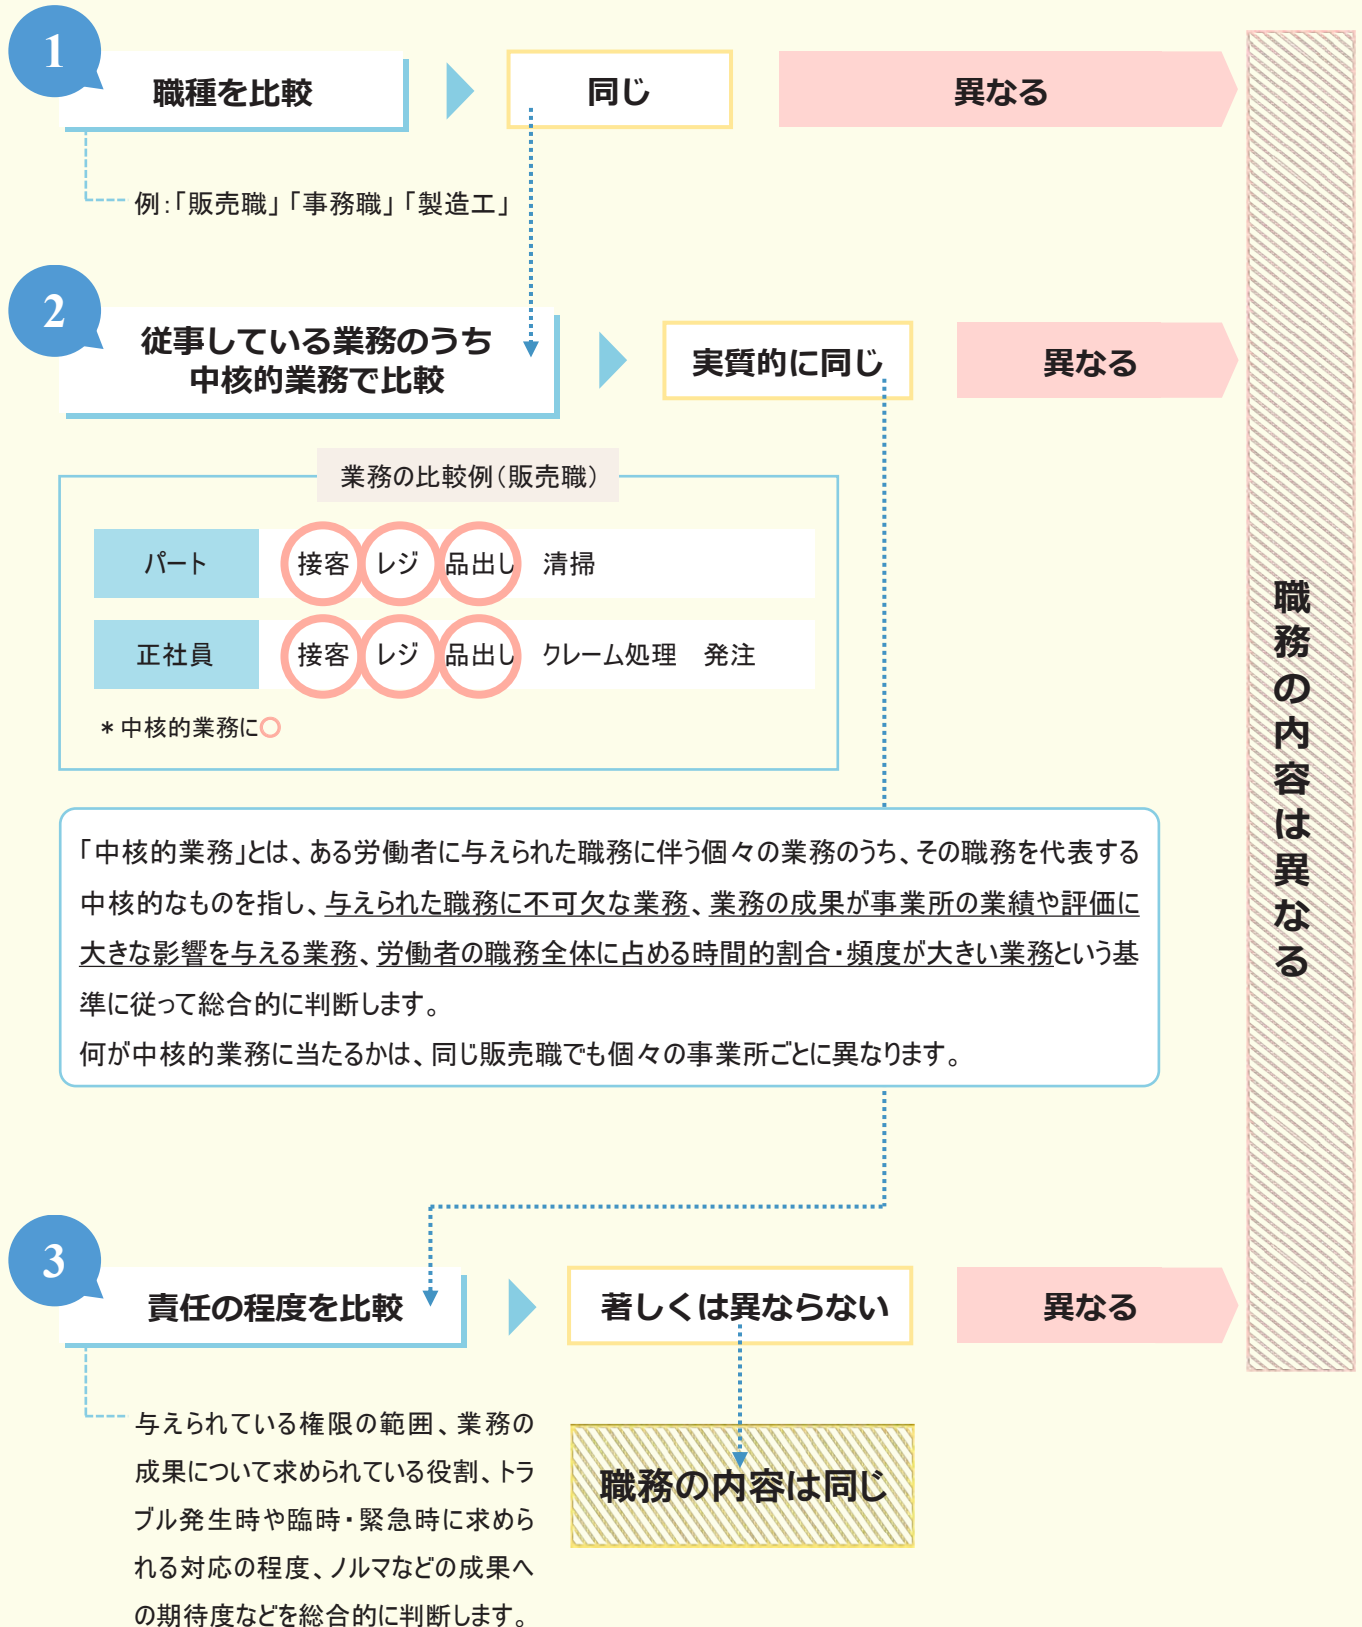 1
職種を比較
同じ
異なる
例：「販売職」「事務職」「製造工」
2
従事している業務のうち
中核的業務で比較
実質的に同じ
異なる
業務の比較例（販売職）
パート
接客 レジ 品出し 清掃
正社員
接客 レジ 品出し クレーム処理 発注
＊中核的業務に○
「中核的業務」とは、ある労働者に与えられた職務に伴う個々の業務のうち、その職務を代表する
中核的なものを指し、与えられた職務に不可欠な業務、業務の成果が事業所の業績や評価に
大きな影響を与える業務、労働者の職務全体に占める時間的割合・頻度が大きい業務という基
準に従って総合的に判断します。
何が中核的業務に当たるかは、同じ販売職でも個々の事業所ごとに異なります。
3
責任の程度を比較
著しくは異ならない
異なる
与えられている権限の範囲、業務の
成果について求められている役割、トラ
ブル発生時や臨時・緊急時に求めら
れる対応の程度、ノルマなどの成果へ
の期待度などを総合的に判断します。
職務の内容は同じ
職務の内容は異なる